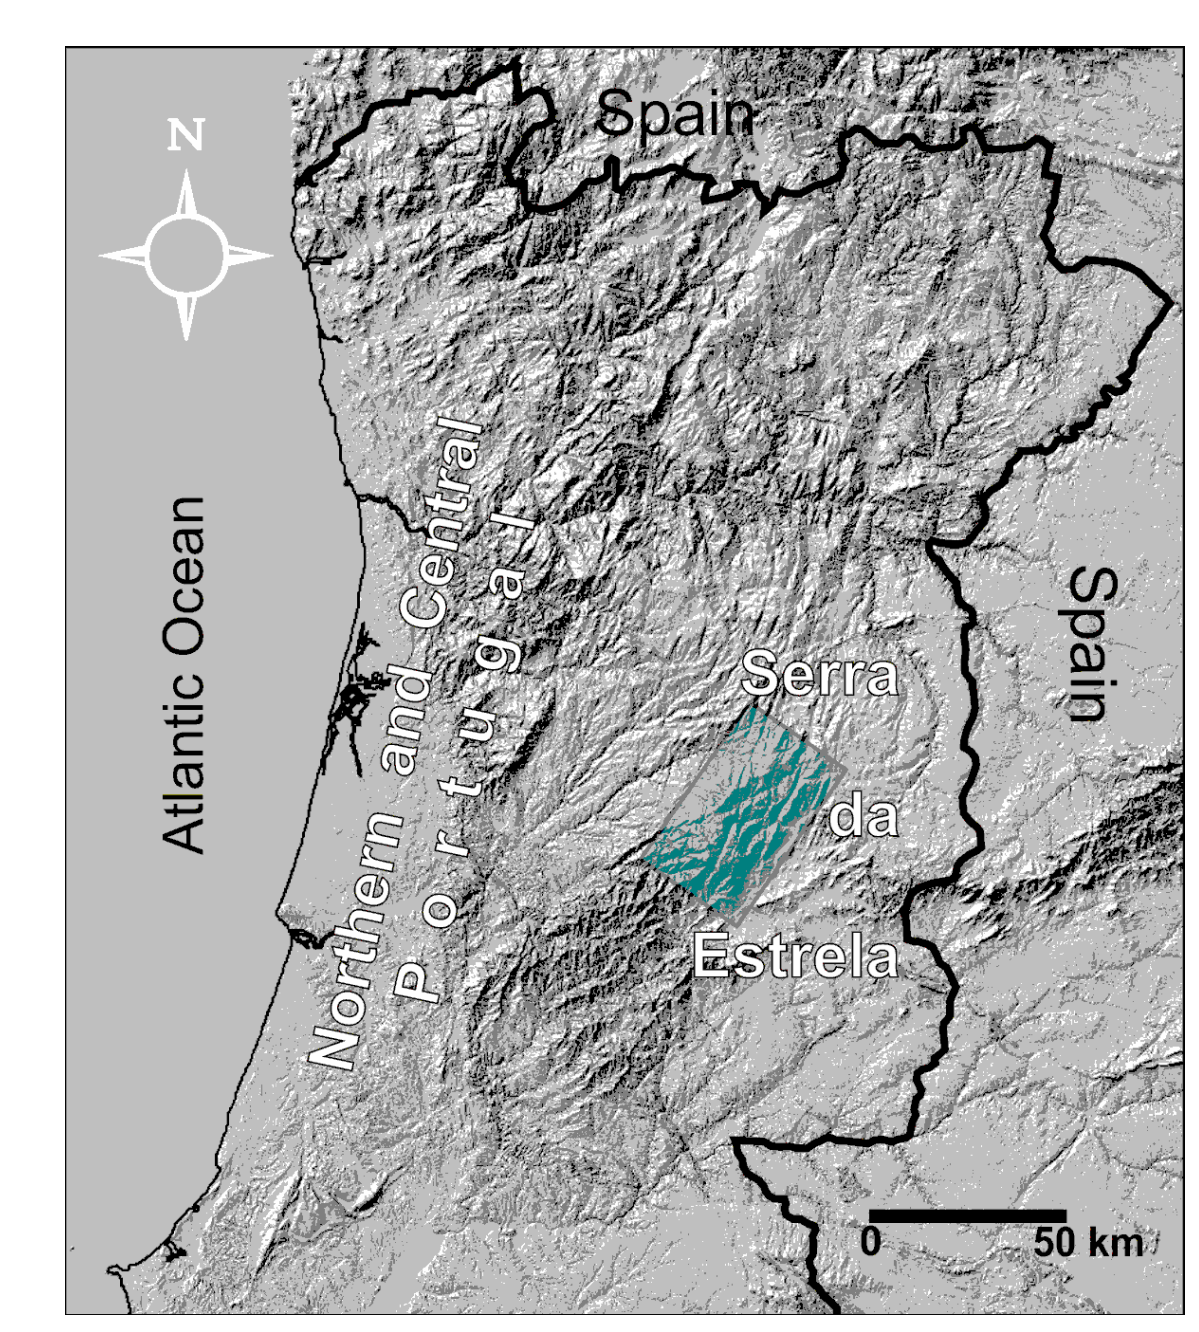 Spain
N
Northern and Central
Portugal
Atlantic Ocean
Spain
Serra
da
Estrela
0 50 km